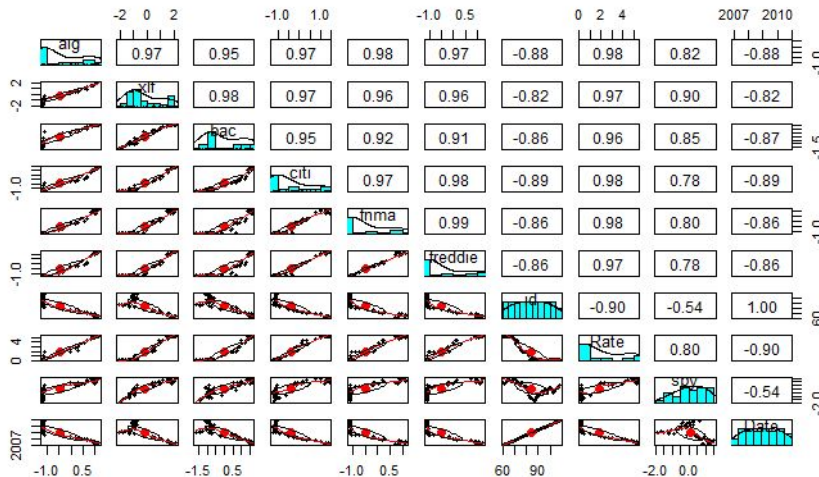 -2 0 2 -1.0 1.0 -1.0 0.5 0 2 4 2007 2010
aig 0.97 0.95 0.97 0.98 0.97 -0.88 0.98 0.82 -0.88 -1.0
-2 2 xlf 0.98 0.97 0.96 0.96 -0.82 0.97 0.90 -0.82
bac 0.95 0.92 0.91 -0.86 0.96 0.85 -0.87 -1.5
-1.0 citi 0.97 0.98 -0.89 0.98 0.78 -0.89
fnma 0.99 -0.86 0.98 0.80 -0.86 -1.0
-1.0 freddie -0.86 0.97 0.78 -0.86
id -0.90 -0.54 1.00 60
0 4 Rate 0.80 -0.90
spy -0.54 -2.0
2007 Date
-1.0 0.5 -1.5 0.5 -1.0 0.5 60 90 -2.0 0.0